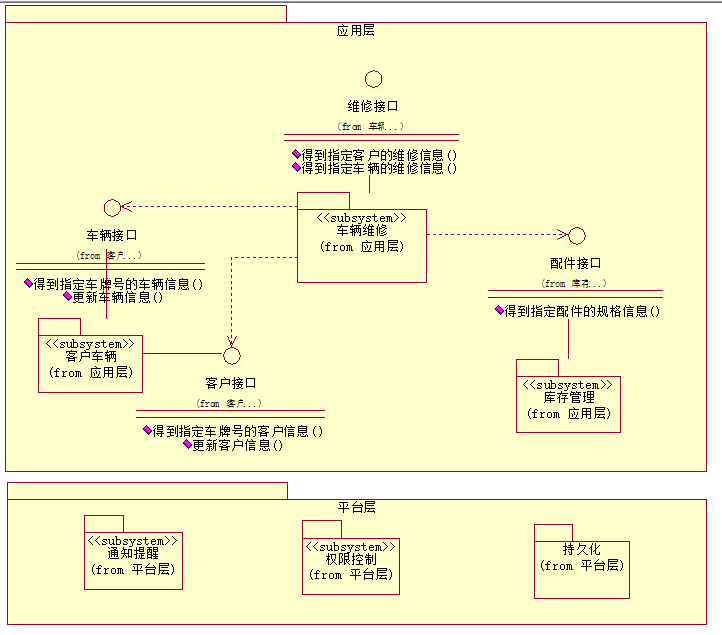 应用层
维修接口
(from 车辆...)
得到指定客户的维修信息()
得到指定车辆的维修信息()
<<subsystem>>
车辆维修
(from 应用层)
车辆接口
(from 客户...)
得到指定车牌号的车辆信息()
更新车辆信息()
配件接口
(from 库存...)
得到指定配件的规格信息()
<<subsystem>>
客户车辆
(from 应用层)
客户接口
(from 客户...)
得到指定车牌号的客户信息()
更新客户信息()
<<subsystem>>
库存管理
(from 应用层)
平台层
<<subsystem>>
通知提醒
(from 平台层)
<<subsystem>>
权限控制
(from 平台层)
持久化
(from 平台层)